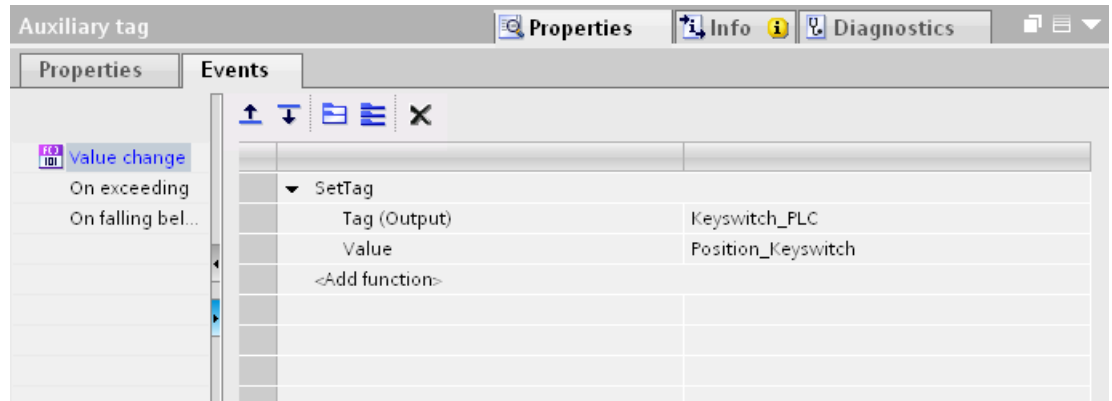 Auxiliary tag Properties Info Diagnostics
Properties Events
Value change
On exceeding
On falling bel...
SetTag
Tag (Output) Keyswitch_PLC
Value Position_Keyswitch
<Add function>